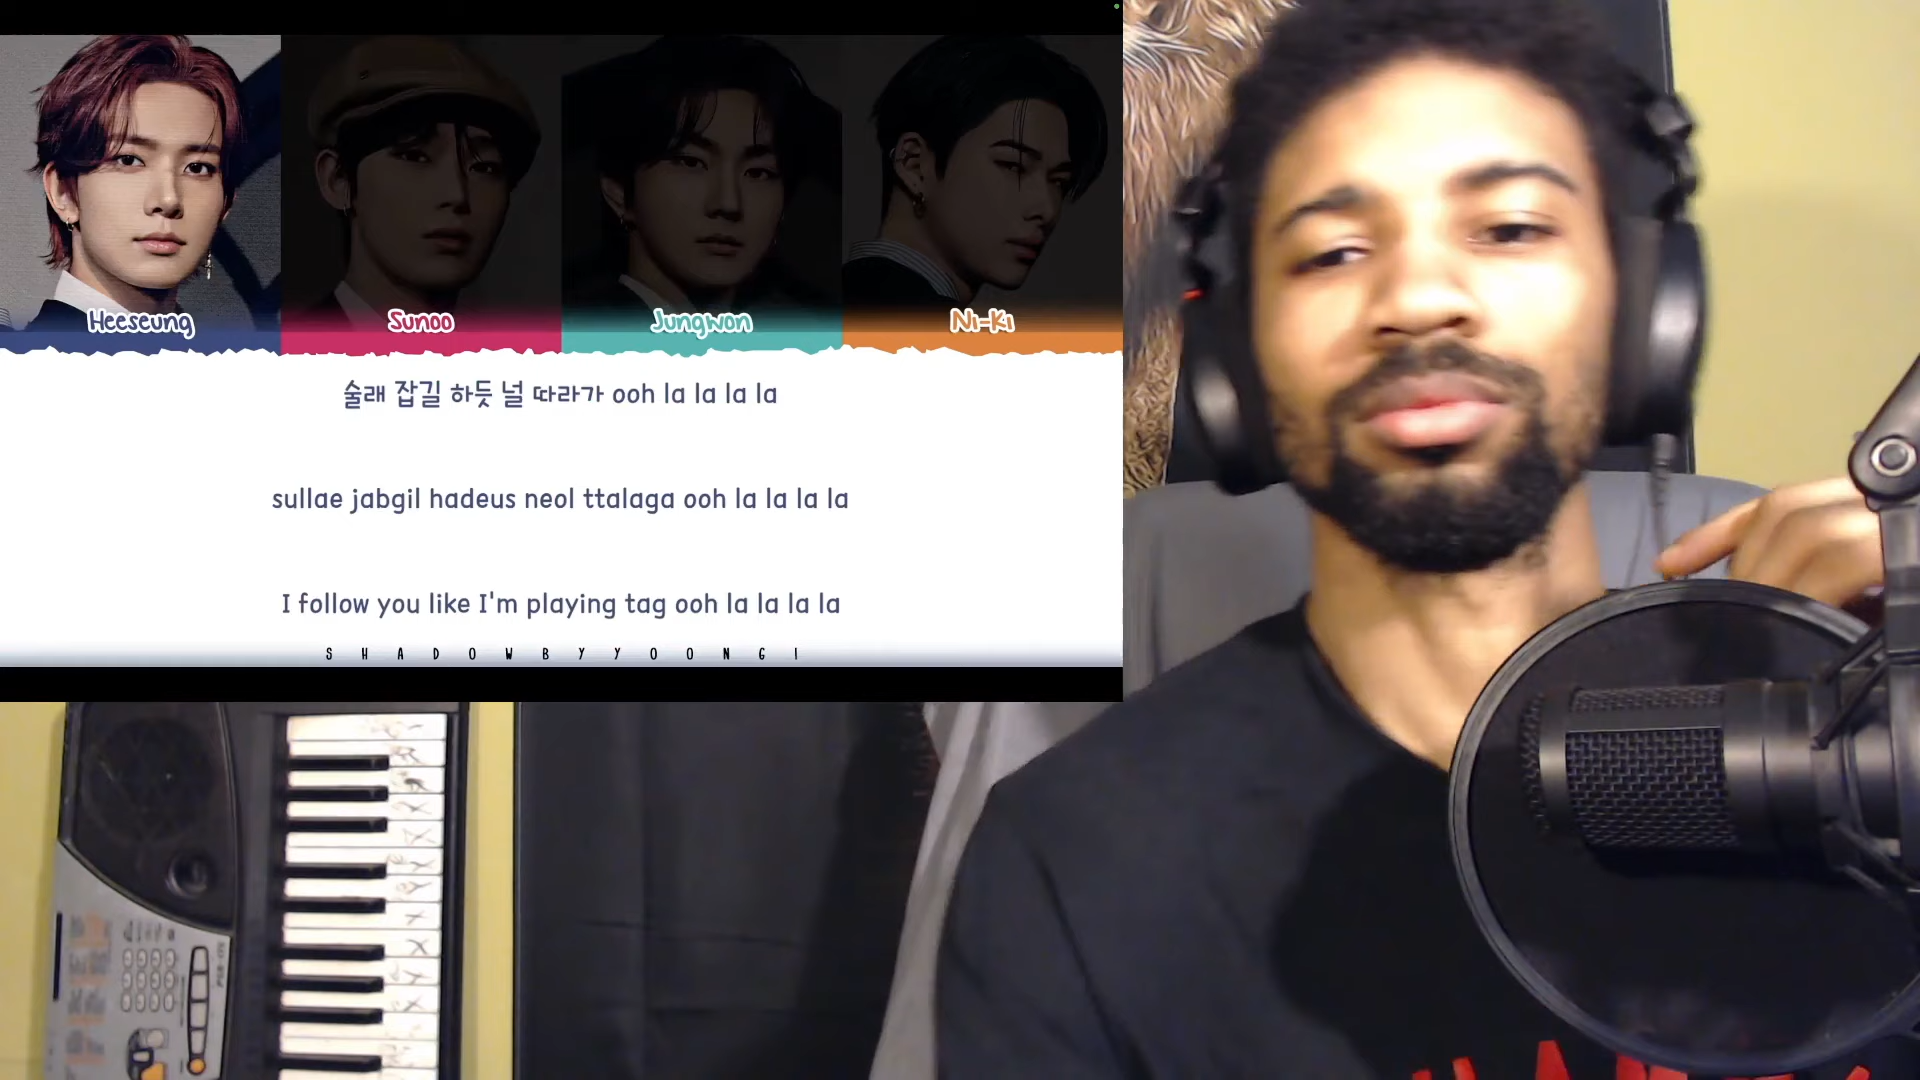 Heeseung
Sunoo
Jungwon
Ni-Ki
술래 잡길 하듯 널 따라가 ooh la la la la
sullae jabgil hadeus neol ttalaga ooh la la la la
I follow you like I'm playing tag ooh la la la la
SHADOWBYYOONGI